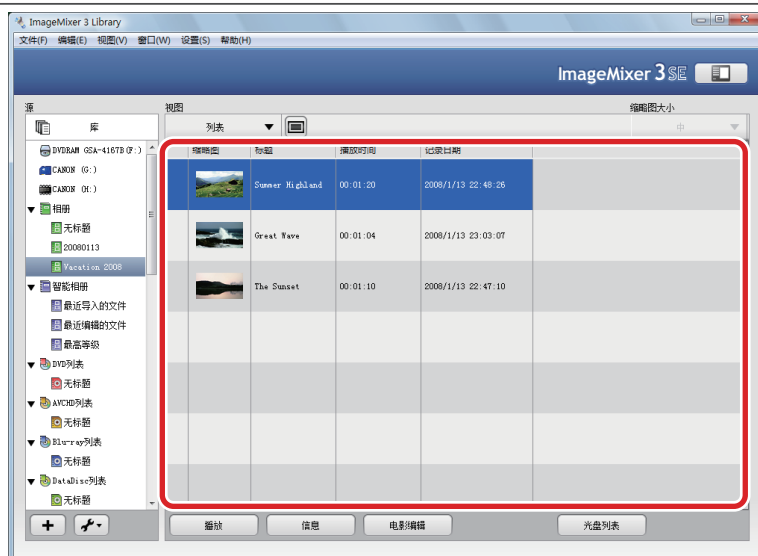 ImageMixer 3 Library
文件(F) 编辑(E) 视图(V) 窗口(W) 设置(S) 帮助(H)
ImageMixer 3 SE
源 视图 缩略图大小
库 列表 中
缩略图 标题 播放时间 记录日期
DVDRAM GSA-4167B (F:)
CANON (G:)
CANON (H:)
相册
无标题
20080113
Vacation 2008
智能相册
最近导入的文件
最近编辑的文件
最高等级
DVD列表
无标题
AVCHD列表
无标题
Blu-ray列表
无标题
DataDisc列表
无标题
Summer Highland 00:01:20 2008/1/13 22:48:26
Great Wave 00:01:04 2008/1/13 23:03:07
The Sunset 00:01:10 2008/1/13 22:47:10
播放 信息 电影编辑 光盘列表